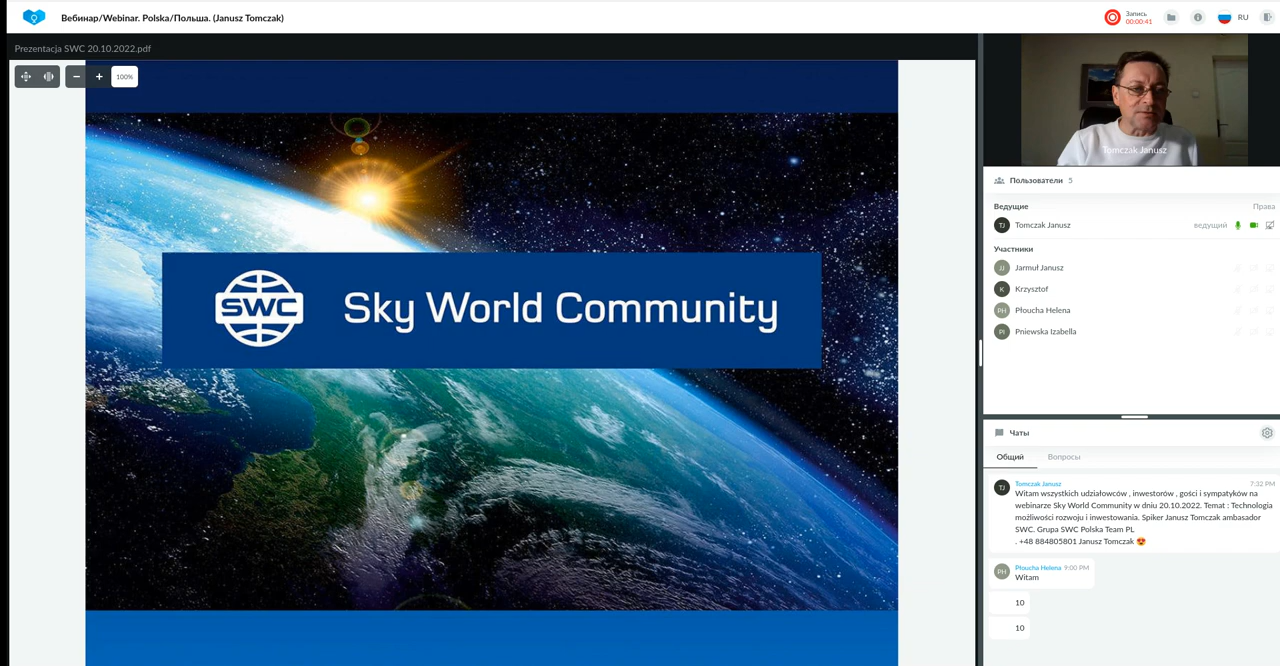 Вебинар/Webinar. Polska/Польша. (Janusz Tomczak)
Запись
00:00:41
RU
Prezentacja SWC 20.10.2022.pdf
100%
SWC Sky World Community
Tomczak Janusz
Пользователи 5
Ведущие Права
TJ Tomczak Janusz ведущий
Участники
JJ Jarmuł Janusz
K Krzysztof
PH Płoucha Helena
PI Pniewska Izabella
Чаты
Общий Вопросы
TJ Tomczak Janusz 7:32 PM
Witam wszystkich udziałowców , inwestorów , gości i sympatyków na
webinarze Sky World Community w dniu 20.10.2022. Temat : Technologia
możliwości rozwoju i inwestowania. Spiker Janusz Tomczak ambasador
SWC. Grupa SWC Polska Team PL
. +48 884805801 Janusz Tomczak 😍
PH Płoucha Helena 9:00 PM
Witam
10
10